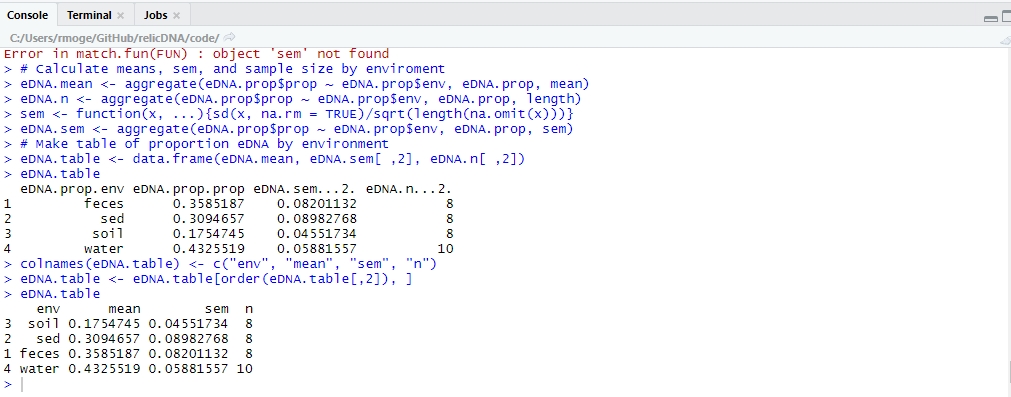 Console Terminal × Jobs ×
C:/Users/rmoge/GitHub/relicDNA/code/
Error in match.fun(FUN) : object 'sem' not found
> # Calculate means, sem, and sample size by enviroment
> eDNA.mean <- aggregate(eDNA.prop$prop ~ eDNA.prop$env, eDNA.prop, mean)
> eDNA.n <- aggregate(eDNA.prop$prop ~ eDNA.prop$env, eDNA.prop, length)
> sem <- function(x, ...){sd(x, na.rm = TRUE)/sqrt(length(na.omit(x)))}
> eDNA.sem <- aggregate(eDNA.prop$prop ~ eDNA.prop$env, eDNA.prop, sem)
> # Make table of proportion eDNA by environment
> eDNA.table <- data.frame(eDNA.mean, eDNA.sem[ ,2], eDNA.n[ ,2])
> eDNA.table
eDNA.prop.env eDNA.prop.prop eDNA.sem...2. eDNA.n...2.
1 feces 0.3585187 0.08201132 8
2 sed 0.3094657 0.08982768 8
3 soil 0.1754745 0.04551734 8
4 water 0.4325519 0.05881557 10
> colnames(eDNA.table) <- c("env", "mean", "sem", "n")
> eDNA.table <- eDNA.table[order(eDNA.table[,2]), ]
> eDNA.table
env mean sem n
3 soil 0.1754745 0.04551734 8
2 sed 0.3094657 0.08982768 8
1 feces 0.3585187 0.08201132 8
4 water 0.4325519 0.05881557 10
>